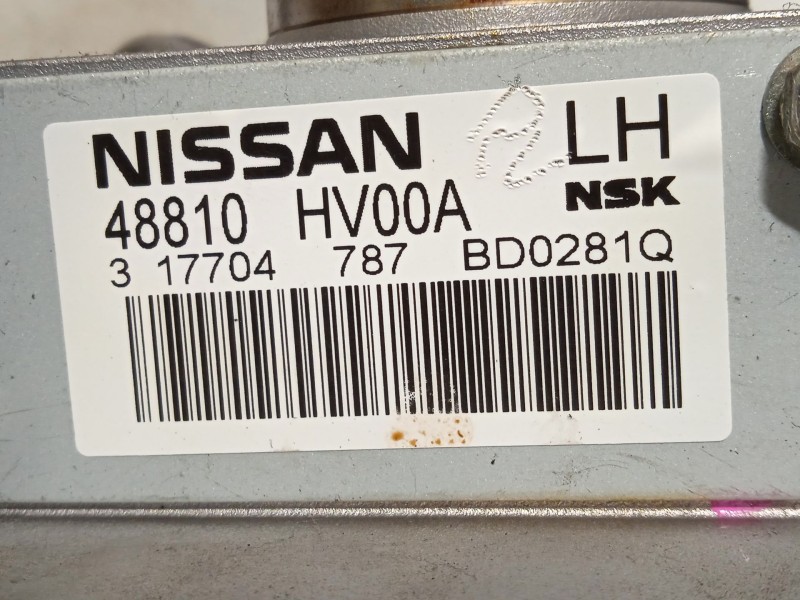 NISSAN LH
48810 HV00A NSK
3 17704 787 BD0281Q